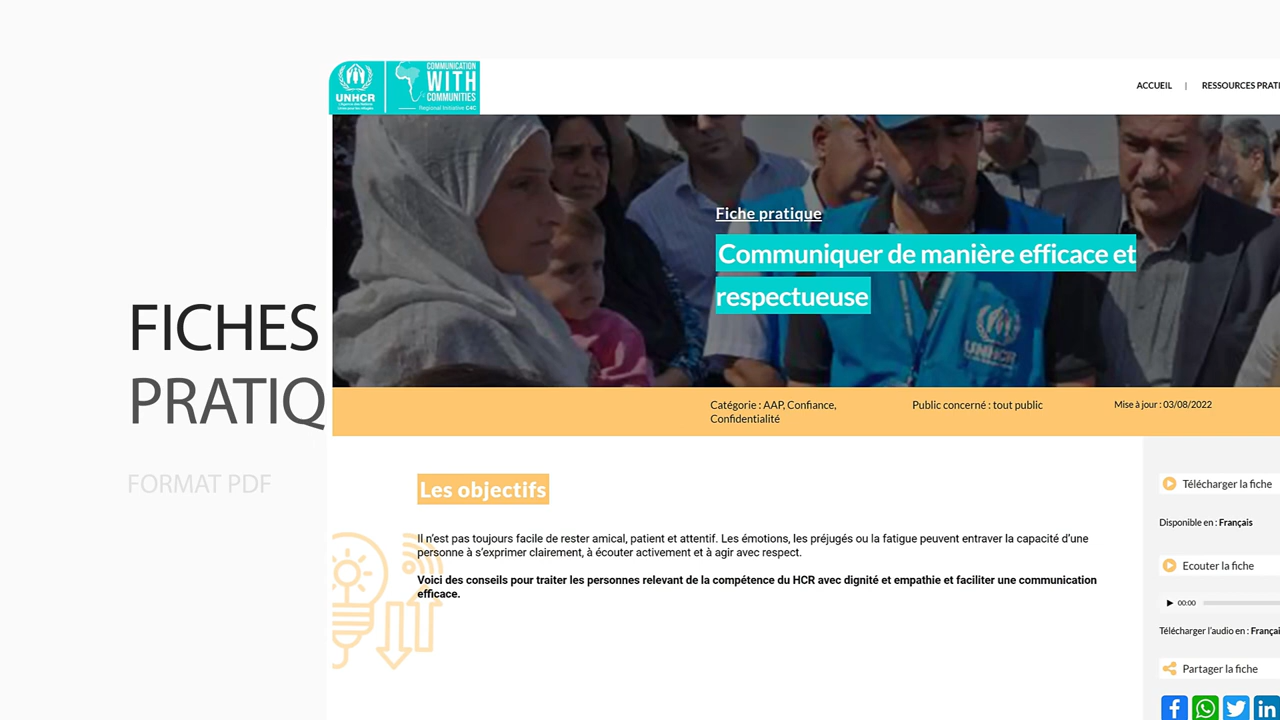 UNHCR
COMMUNICATION
WITH
COMMUNITIES
Regional Initiative C4C
ACCUEIL | RESSOURCES PRATI
Fiche pratique
Communiquer de manière efficace et
respectueuse
UNHCR
FICHES
PRATIQ
FORMAT PDF
Catégorie : AAP, Confiance,
Confidentialité
Public concerné : tout public
Mise à jour : 03/08/2022
Les objectifs
Il n’est pas toujours facile de rester amical, patient et attentif. Les émotions, les préjugés ou la fatigue peuvent entraver la capacité d’une
personne à s’exprimer clairement, à écouter activement et à agir avec respect.
Voici des conseils pour traiter les personnes relevant de la compétence du HCR avec dignité et empathie et faciliter une communication
efficace.
Télécharger la fiche
Disponible en : Français
Ecouter la fiche
00:00
Télécharger l’audio en : Françai
Partager la fiche